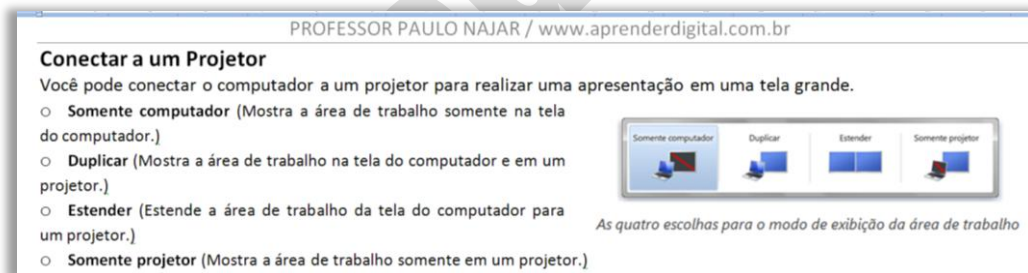 PROFESSOR PAULO NAJAR / www.aprenderdigital.com.br
Conectar a um Projetor
Você pode conectar o computador a um projetor para realizar uma apresentação em uma tela grande.
○ Somente computador (Mostra a área de trabalho somente na tela
do computador.)
○ Duplicar (Mostra a área de trabalho na tela do computador e em um
projetor.)
○ Estender (Estende a área de trabalho da tela do computador para
um projetor.)
○ Somente projetor (Mostra a área de trabalho somente em um projetor.)
Somente computador Duplicar Estender Somente projetor
As quatro escolhas para o modo de exibição da área de trabalho